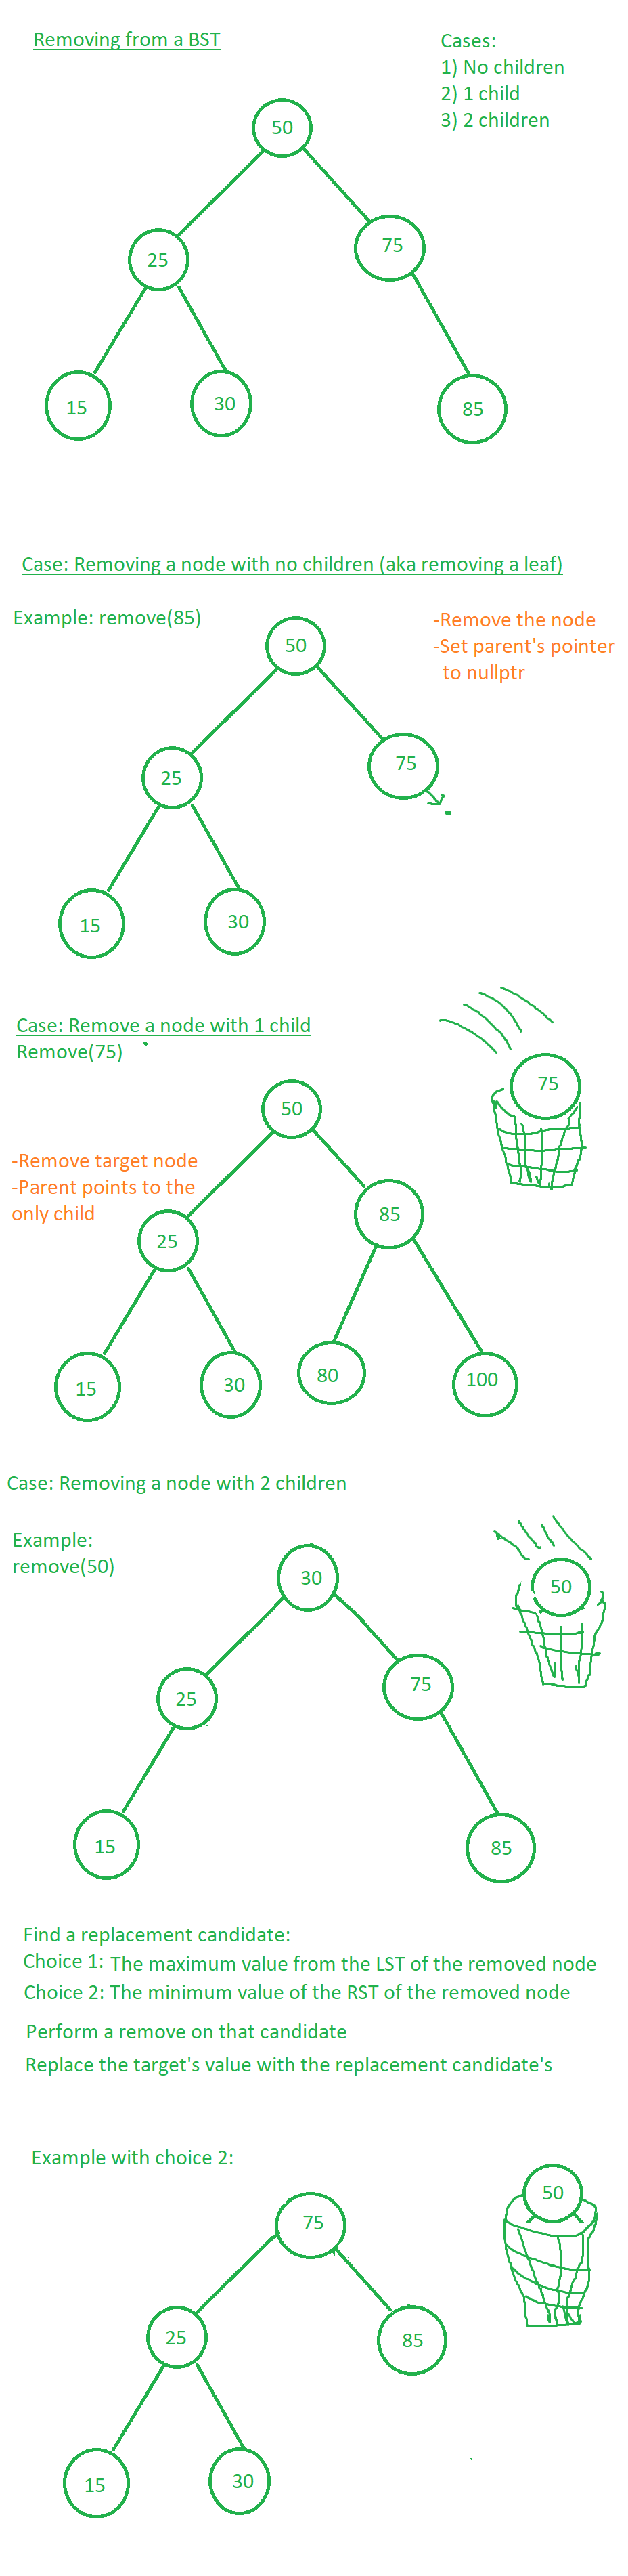 Removing from a BST
Cases:
1) No children
2) 1 child
3) 2 children
50
25
75
15
30
85
Case: Removing a node with no children (aka removing a leaf)
Example: remove(85)
-Remove the node
-Set parent's pointer
to nullptr
50
25
75
15
30
Case: Remove a node with 1 child
Remove(75)
75
50
-Remove target node
-Parent points to the
only child
25
85
15
30
80
100
Case: Removing a node with 2 children
Example:
remove(50)
30
50
25
75
15
85
Find a replacement candidate:
Choice 1: The maximum value from the LST of the removed node
Choice 2: The minimum value of the RST of the removed node
Perform a remove on that candidate
Replace the target's value with the replacement candidate's
Example with choice 2:
50
75
25
85
15
30